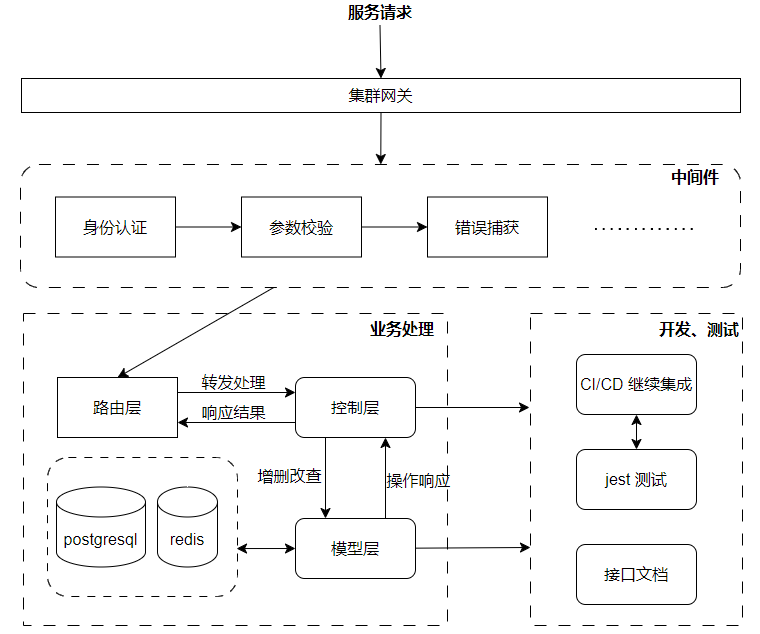 服务请求
集群网关
中间件
身份认证
参数校验
错误捕获
·············
业务处理
开发、测试
路由层
转发处理
响应结果
控制层
CI/CD 继续集成
增删改查
操作响应
jest 测试
postgresql
redis
模型层
接口文档